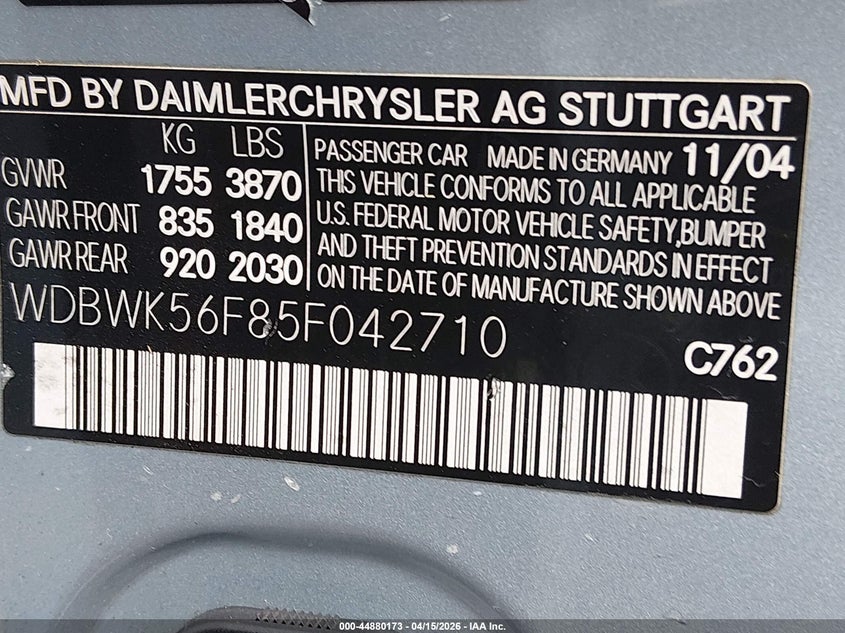 MFD BY DAIMLERCHRYSLER AG STUTTGART
KG LBS
GVWR 1755 3870
GAWR FRONT 835 1840
GAWR REAR 920 2030
PASSENGER CAR MADE IN GERMANY 11/04
THIS VEHICLE CONFORMS TO ALL APPLICABLE
U.S. FEDERAL MOTOR VEHICLE SAFETY,BUMPER
AND THEFT PREVENTION STANDARDS IN EFFECT
ON THE DATE OF MANUFACTURE SHOWN ABOVE
WDBWK56F85F042710
C762
000-44880173 - 04/15/2026 - IAA Inc.